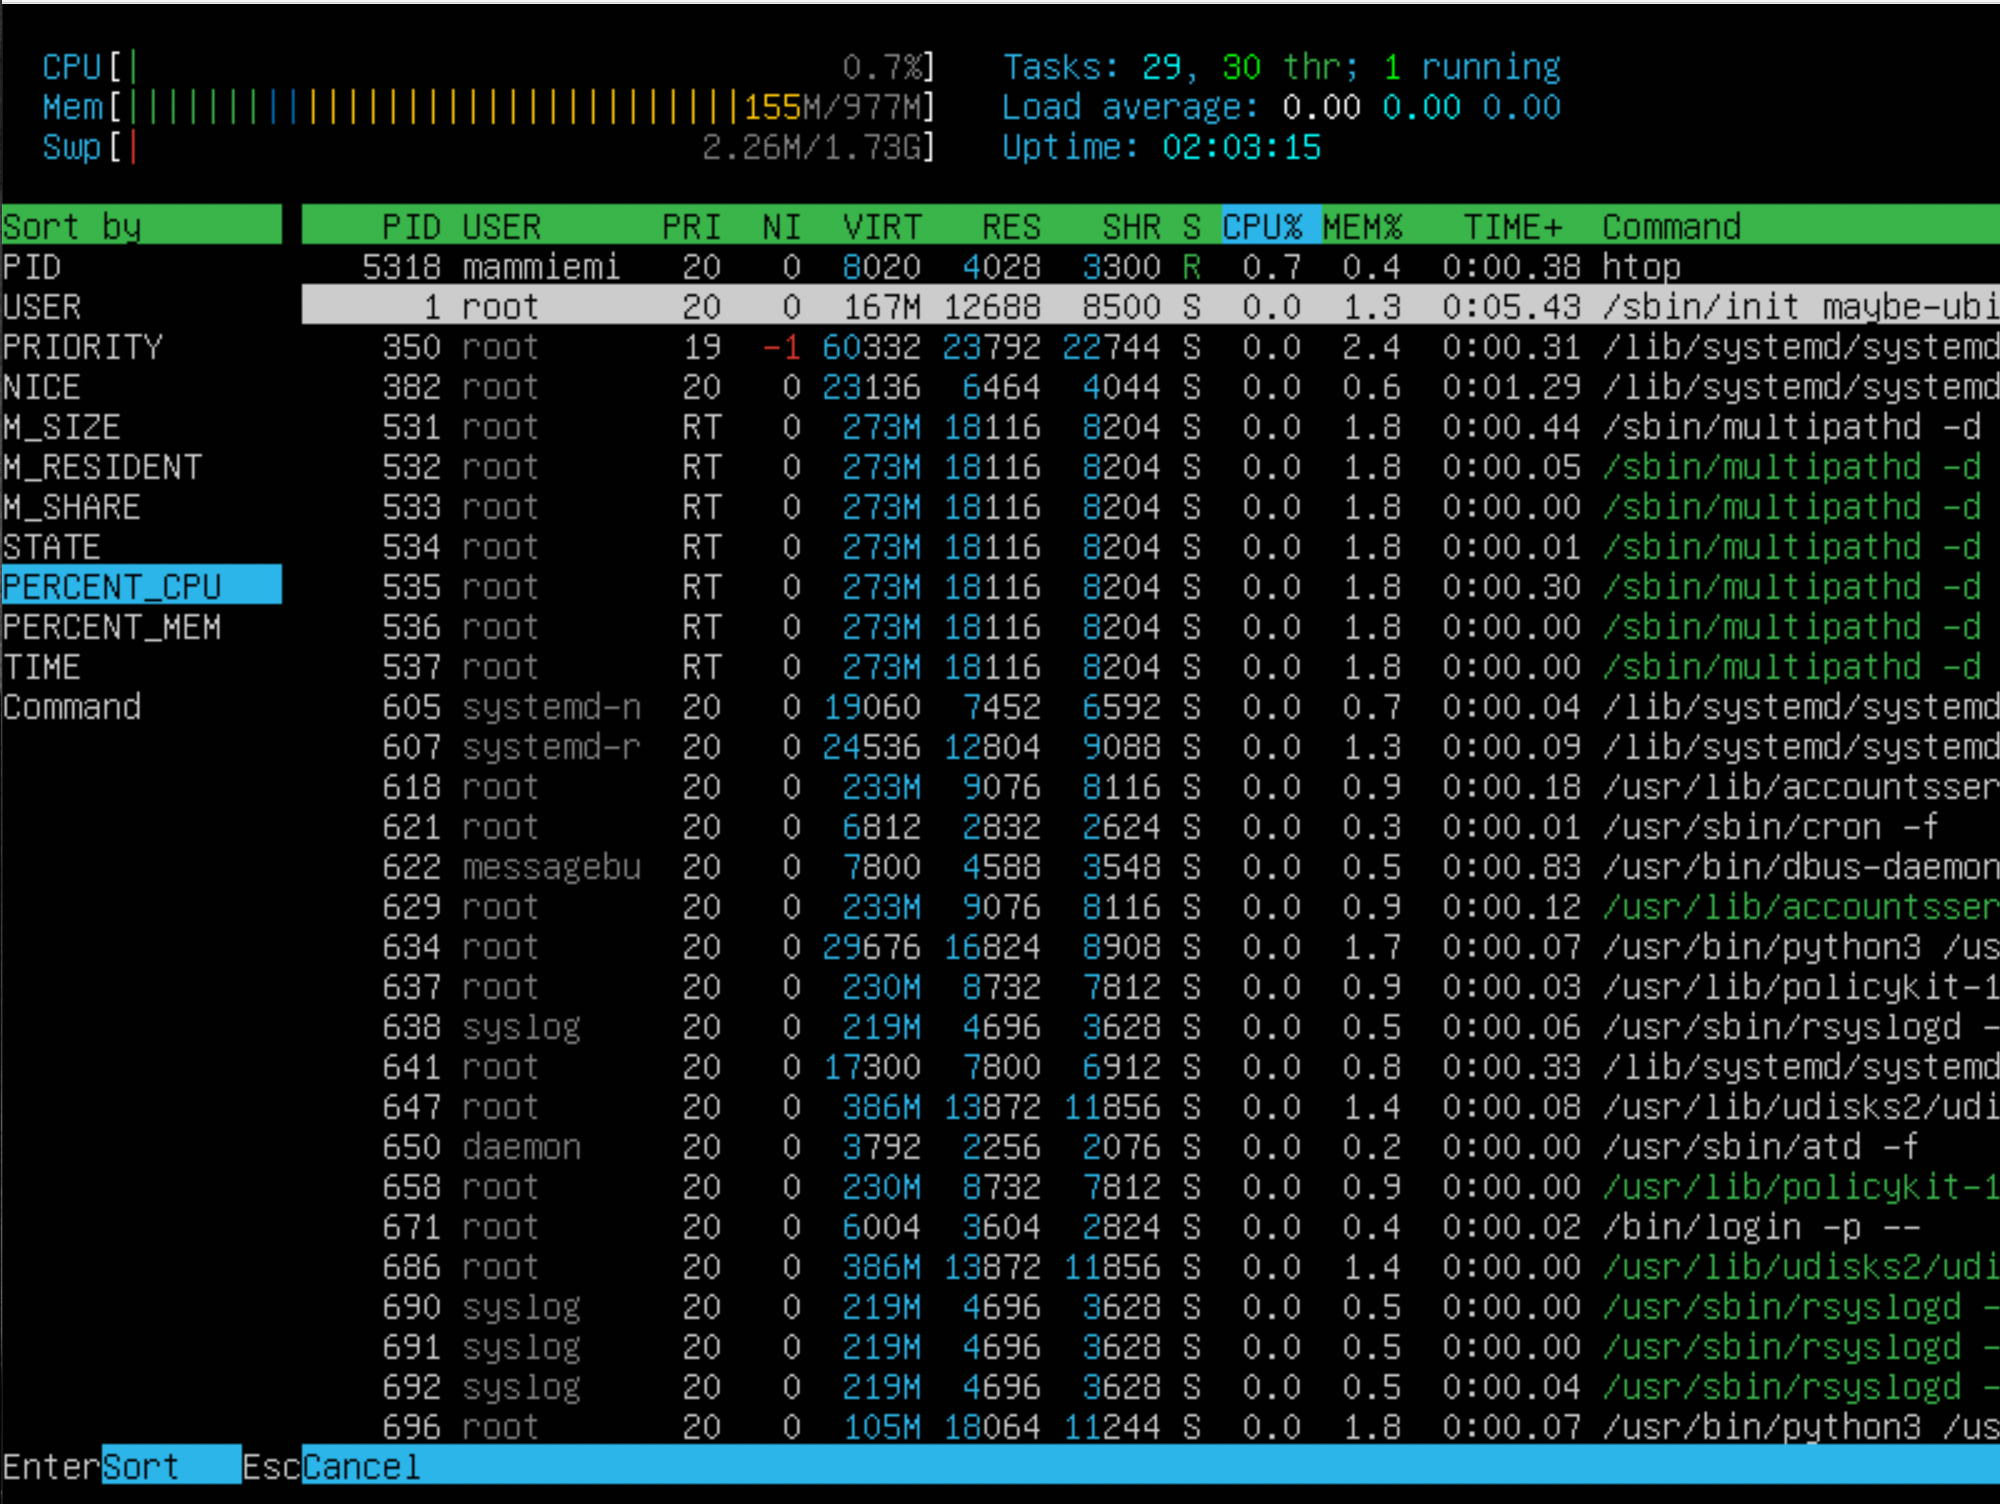 CPU[| 0.7%] Tasks: 29, 30 thr; 1 running
Mem[|||||||||||||||||||||||||||||||155M/977M] Load average: 0.00 0.00 0.00
Swp[| 2.26M/1.73G] Uptime: 02:03:15
Sort by PID USER PRI NI VIRT RES SHR S CPU% MEM% TIME+ Command
PID 5318 mammiemi 20 0 8020 4028 3300 R 0.7 0.4 0:00.38 htop
USER 1 root 20 0 167M 12688 8500 S 0.0 1.3 0:05.43 /sbin/init maybe-ubi
PRIORITY 350 root 19 -1 60332 23792 22744 S 0.0 2.4 0:00.31 /lib/systemd/systemd
NICE 382 root 20 0 23136 6464 4044 S 0.0 0.6 0:01.29 /lib/systemd/systemd
M_SIZE 531 root RT 0 273M 18116 8204 S 0.0 1.8 0:00.44 /sbin/multipathd -d
M_RESIDENT 532 root RT 0 273M 18116 8204 S 0.0 1.8 0:00.05 /sbin/multipathd -d
M_SHARE 533 root RT 0 273M 18116 8204 S 0.0 1.8 0:00.00 /sbin/multipathd -d
STATE 534 root RT 0 273M 18116 8204 S 0.0 1.8 0:00.01 /sbin/multipathd -d
PERCENT_CPU 535 root RT 0 273M 18116 8204 S 0.0 1.8 0:00.30 /sbin/multipathd -d
PERCENT_MEM 536 root RT 0 273M 18116 8204 S 0.0 1.8 0:00.00 /sbin/multipathd -d
TIME 537 root RT 0 273M 18116 8204 S 0.0 1.8 0:00.00 /sbin/multipathd -d
Command 605 systemd-n 20 0 19060 7452 6592 S 0.0 0.7 0:00.04 /lib/systemd/systemd
607 systemd-r 20 0 24536 12804 9088 S 0.0 1.3 0:00.09 /lib/systemd/systemd
618 root 20 0 233M 9076 8116 S 0.0 0.9 0:00.18 /usr/lib/accountsser
621 root 20 0 6812 2832 2624 S 0.0 0.3 0:00.01 /usr/sbin/cron -f
622 messagebu 20 0 7800 4588 3548 S 0.0 0.5 0:00.83 /usr/bin/dbus-daemon
629 root 20 0 233M 9076 8116 S 0.0 0.9 0:00.12 /usr/lib/accountsser
634 root 20 0 29676 16824 8908 S 0.0 1.7 0:00.07 /usr/bin/python3 /us
637 root 20 0 230M 8732 7812 S 0.0 0.9 0:00.03 /usr/lib/policykit-1
638 syslog 20 0 219M 4696 3628 S 0.0 0.5 0:00.06 /usr/sbin/rsyslogd -
641 root 20 0 17300 7800 6912 S 0.0 0.8 0:00.33 /lib/systemd/systemd
647 root 20 0 386M 13872 11856 S 0.0 1.4 0:00.08 /usr/lib/udisks2/udi
650 daemon 20 0 3792 2256 2076 S 0.0 0.2 0:00.00 /usr/sbin/atd -f
658 root 20 0 230M 8732 7812 S 0.0 0.9 0:00.00 /usr/lib/policykit-1
671 root 20 0 6004 3604 2824 S 0.0 0.4 0:00.02 /bin/login -p --
686 root 20 0 386M 13872 11856 S 0.0 1.4 0:00.00 /usr/lib/udisks2/udi
690 syslog 20 0 219M 4696 3628 S 0.0 0.5 0:00.00 /usr/sbin/rsyslogd -
691 syslog 20 0 219M 4696 3628 S 0.0 0.5 0:00.00 /usr/sbin/rsyslogd -
692 syslog 20 0 219M 4696 3628 S 0.0 0.5 0:00.04 /usr/sbin/rsyslogd -
696 root 20 0 105M 18064 11244 S 0.0 1.8 0:00.07 /usr/bin/python3 /us
EnterSort EscCancel